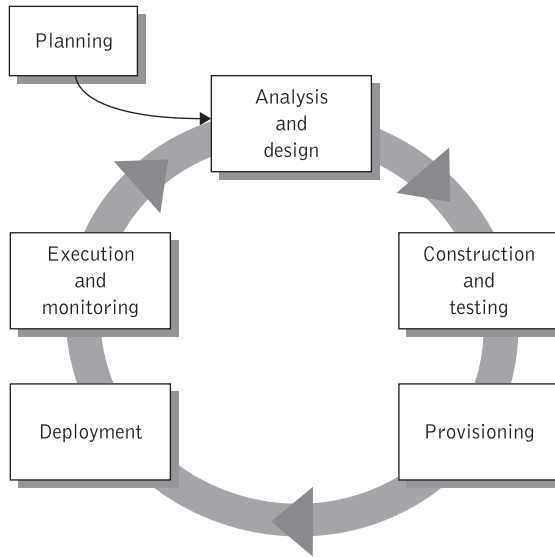 Planning
Analysis
and
design
Execution
and
monitoring
Construction
and
testing
Deployment
Provisioning